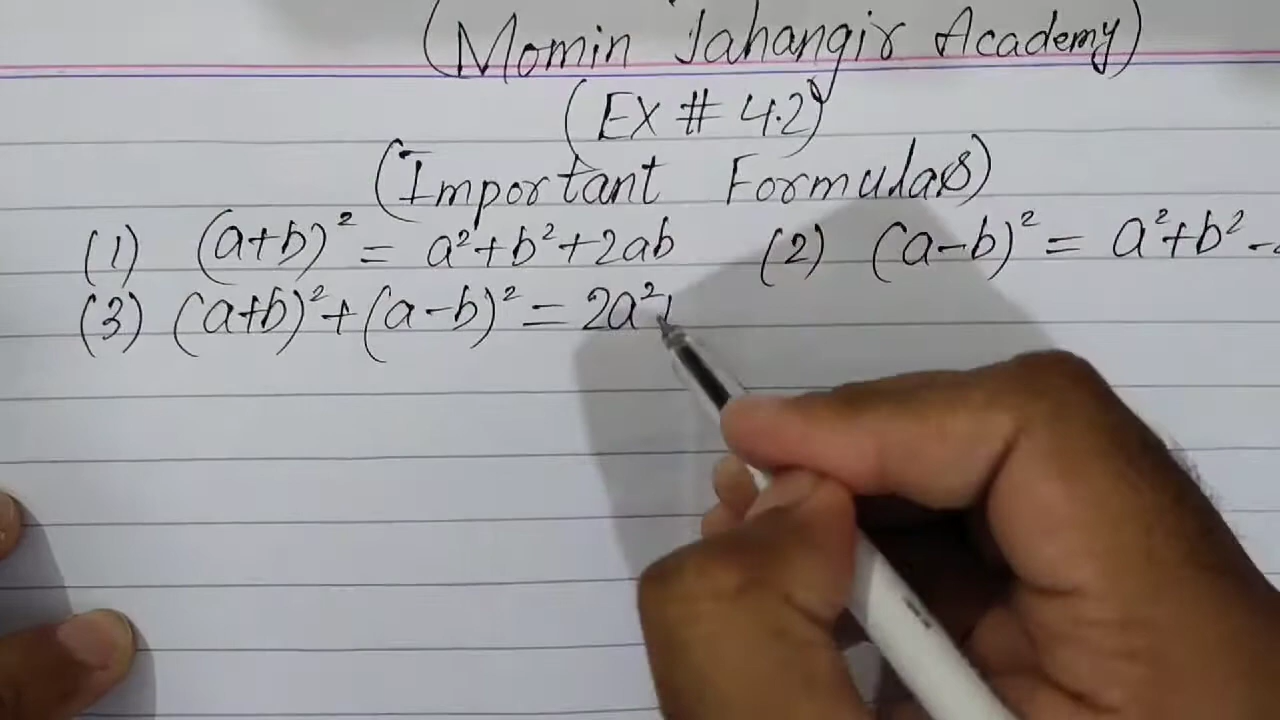 (Momin Jahangir Academy)
(EX # 4.2)
(Important Formulas)
(1) (a+b)² = a²+b²+2ab (2) (a-b)² = a²+b² -
(3) (a+b)²+(a-b)² = 2a²